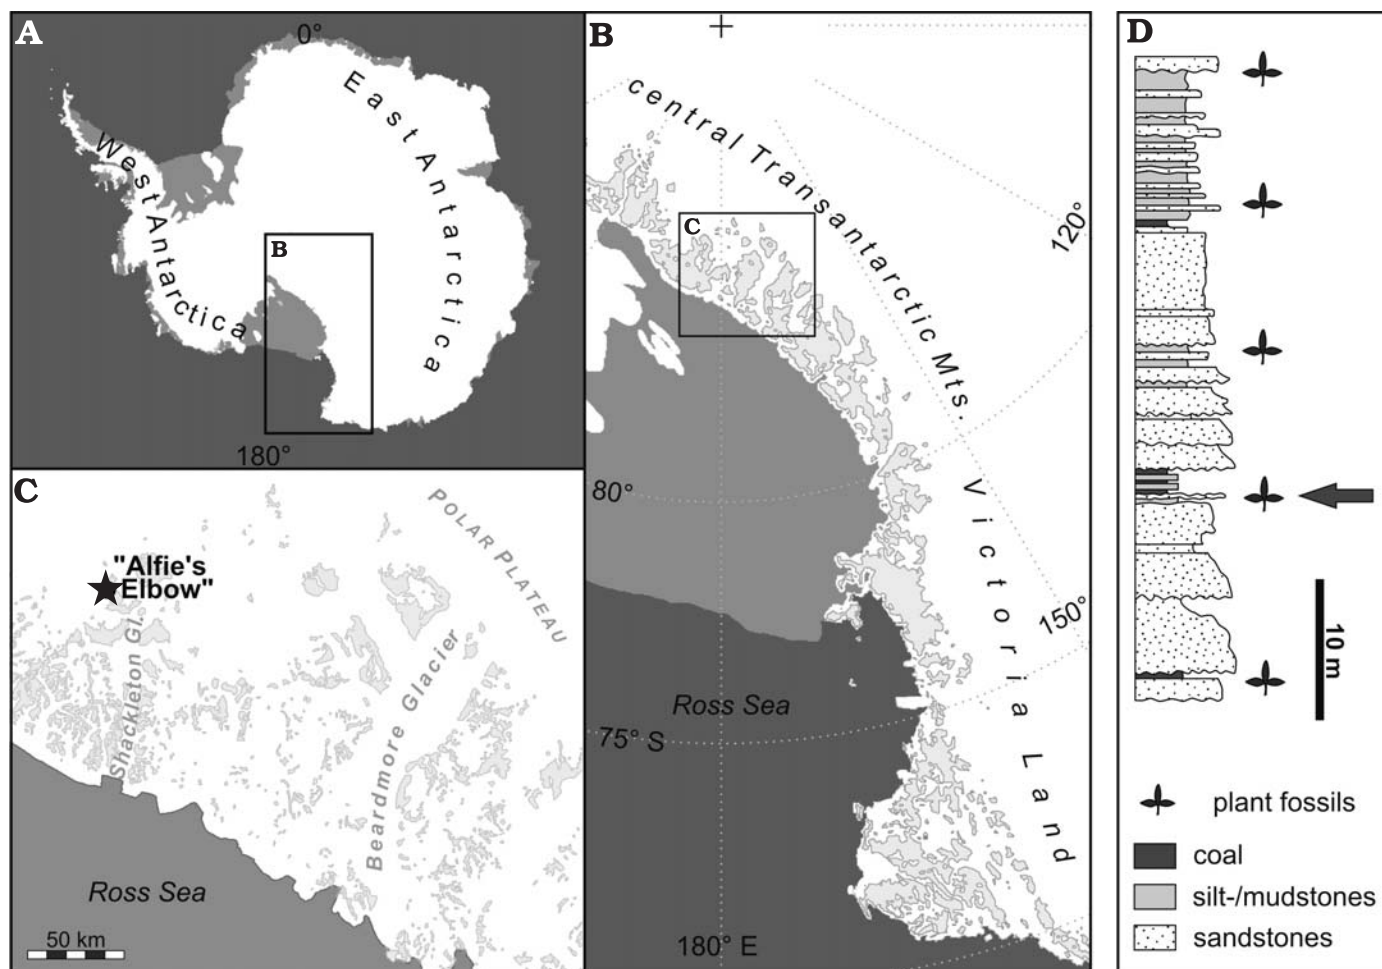 A
0°
East Antarctica
West Antarctica
B
180°
B
central Transantarctic Mts.
C
120°
80°
Victoria Land
150°
Ross Sea
75° S
180° E
C
POLAR PLATEAU
"Alfie's
Elbow"
Shackleton Gl.
Beardmore Glacier
Ross Sea
50 km
D
10 m
plant fossils
coal
silt-/mudstones
sandstones